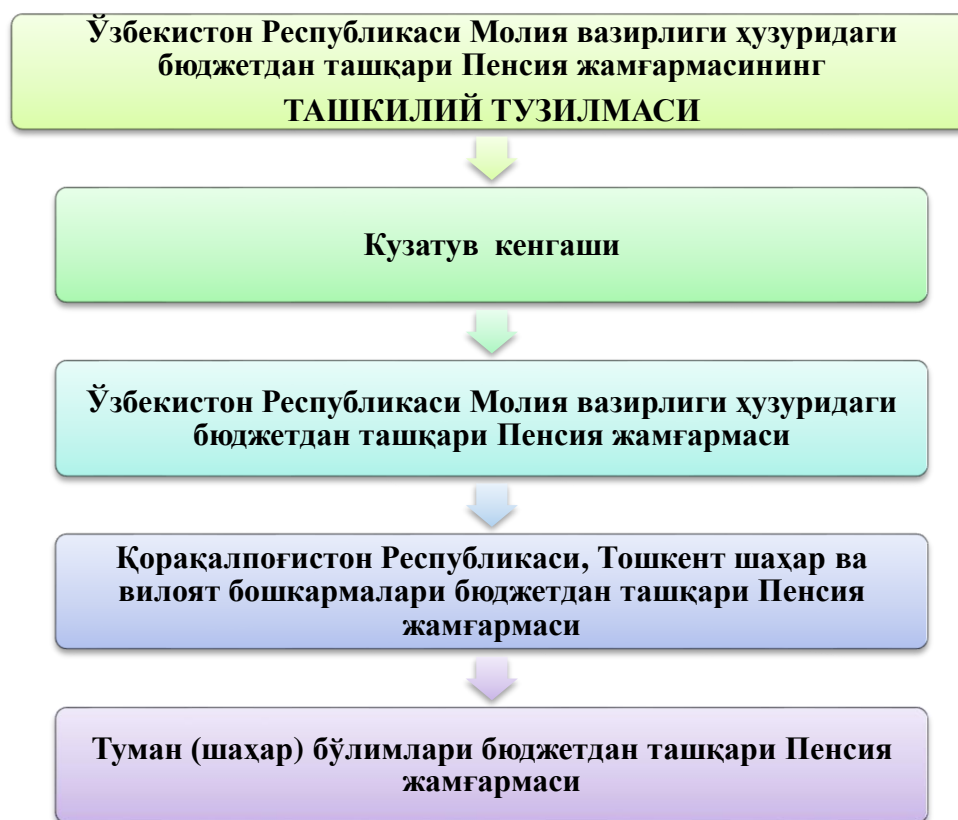 Ўзбекистон Республикаси Молия вазирлиги ҳузуридаги
бюджетдан ташқари Пенсия жамғармасининг
ТАШКИЛИЙ ТУЗИЛМАСИ
Кузатув кенгаши
Ўзбекистон Республикаси Молия вазирлиги ҳузуридаги
бюджетдан ташқари Пенсия жамғармаси
Қорақалпоғистон Республикаси, Тошкент шаҳар ва
вилоят бошкармалари бюджетдан ташқари Пенсия
жамғармаси
Туман (шаҳар) бўлимлари бюджетдан ташқари Пенсия
жамғармаси